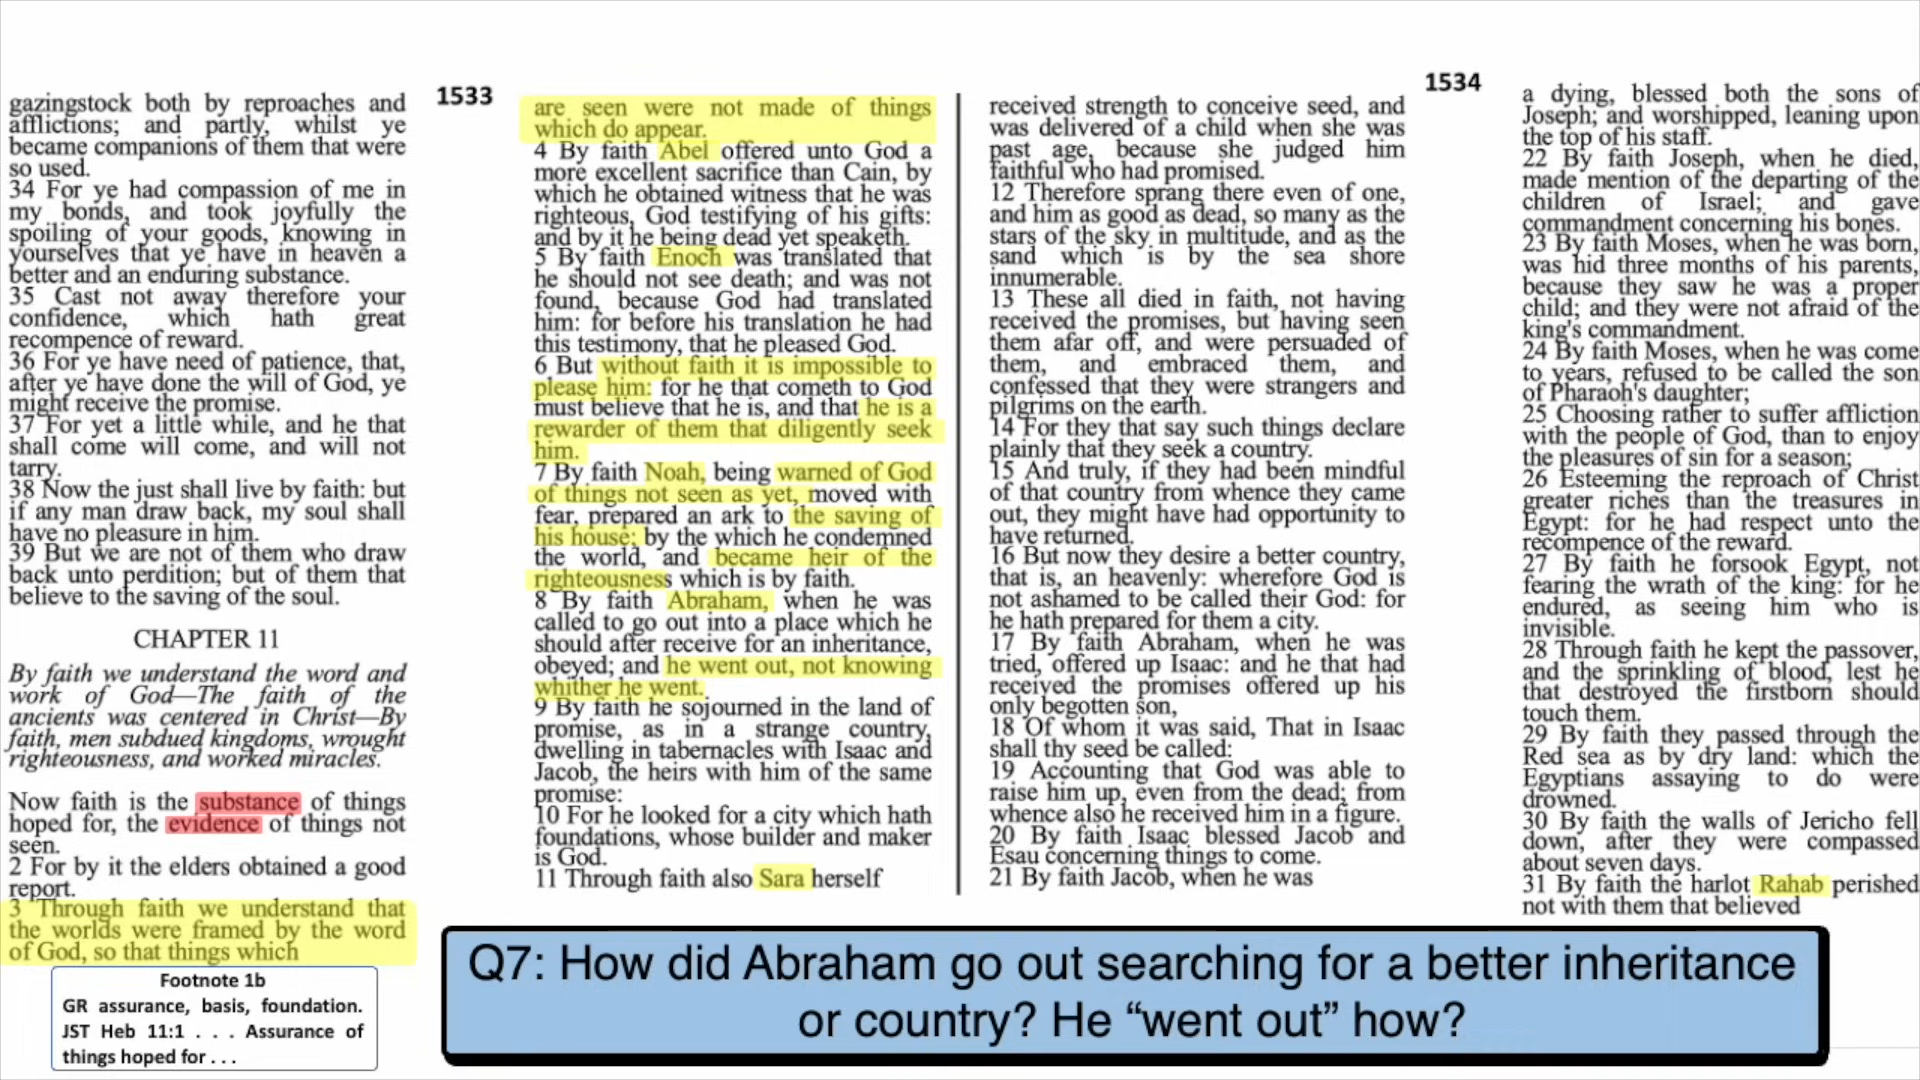 gazingstock both by reproaches and
afflictions; and partly, whilst ye
became companions of them that were
so used.
34 For ye had compassion of me in
my bonds, and took joyfully the
spoiling of your goods, knowing in
yourselves that ye have in heaven a
better and an enduring substance.
35 Cast not away therefore your
confidence, which hath great
recompence of reward.
36 For ye have need of patience, that,
after ye have done the will of God, ye
might receive the promise.
37 For yet a little while, and he that
shall come will come, and will not
tarry.
38 Now the just shall live by faith: but
if any man draw back, my soul shall
have no pleasure in him.
39 But we are not of them who draw
back unto perdition; but of them that
believe to the saving of the soul.
CHAPTER 11
By faith we understand the word and
work of God—The faith of the
ancients was centered in Christ—By
faith, men subdued kingdoms, wrought
righteousness, and worked miracles.
Now faith is the substance of things
hoped for, the evidence of things not
seen.
2 For by it the elders obtained a good
report.
3 Through faith we understand that
the worlds were framed by the word
of God, so that things which
Footnote 1b
GR assurance, basis, foundation.
JST Heb 11:1 . . . Assurance of
things hoped for . . .
1533
are seen were not made of things
which do appear.
4 By faith Abel offered unto God a
more excellent sacrifice than Cain, by
which he obtained witness that he was
righteous, God testifying of his gifts:
and by it he being dead yet speaketh.
5 By faith Enoch was translated that
he should not see death; and was not
found, because God had translated
him: for before his translation he had
this testimony, that he pleased God.
6 But without faith it is impossible to
please him: for he that cometh to God
must believe that he is, and that he is a
rewarder of them that diligently seek
him.
7 By faith Noah, being warned of God
of things not seen as yet, moved with
fear, prepared an ark to the saving of
his house; by the which he condemned
the world, and became heir of the
righteousness which is by faith.
8 By faith Abraham, when he was
called to go out into a place which he
should after receive for an inheritance,
obeyed; and he went out, not knowing
whither he went.
9 By faith he sojourned in the land of
promise, as in a strange country,
dwelling in tabernacles with Isaac and
Jacob, the heirs with him of the same
promise:
10 For he looked for a city which hath
foundations, whose builder and maker
is God.
11 Through faith also Sara herself
received strength to conceive seed, and
was delivered of a child when she was
past age, because she judged him
faithful who had promised.
12 Therefore sprang there even of one,
and him as good as dead, so many as the
stars of the sky in multitude, and as the
sand which is by the sea shore
innumerable.
13 These all died in faith, not having
received the promises, but having seen
them afar off, and were persuaded of
them, and embraced them, and
confessed that they were strangers and
pilgrims on the earth.
14 For they that say such things declare
plainly that they seek a country.
15 And truly, if they had been mindful
of that country from whence they came
out, they might have had opportunity to
have returned.
16 But now they desire a better country,
that is, an heavenly: wherefore God is
not ashamed to be called their God: for
he hath prepared for them a city.
17 By faith Abraham, when he was
tried, offered up Isaac: and he that had
received the promises offered up his
only begotten son,
18 Of whom it was said, That in Isaac
shall thy seed be called:
19 Accounting that God was able to
raise him up, even from the dead; from
whence also he received him in a figure.
20 By faith Isaac blessed Jacob and
Esau concerning things to come.
21 By faith Jacob, when he was
1534
a dying, blessed both the sons of
Joseph; and worshipped, leaning upon
the top of his staff.
22 By faith Joseph, when he died,
made mention of the departing of the
children of Israel; and gave
commandment concerning his bones.
23 By faith Moses, when he was born,
was hid three months of his parents,
because they saw he was a proper
child; and they were not afraid of the
king's commandment.
24 By faith Moses, when he was come
to years, refused to be called the son
of Pharaoh's daughter;
25 Choosing rather to suffer affliction
with the people of God, than to enjoy
the pleasures of sin for a season;
26 Esteeming the reproach of Christ
greater riches than the treasures in
Egypt: for he had respect unto the
recompence of the reward.
27 By faith he forsook Egypt, not
fearing the wrath of the king: for he
endured, as seeing him who is
invisible.
28 Through faith he kept the passover,
and the sprinkling of blood, lest he
that destroyed the firstborn should
touch them.
29 By faith they passed through the
Red sea as by dry land: which the
Egyptians assaying to do were
drowned.
30 By faith the walls of Jericho fell
down, after they were compassed
about seven days.
31 By faith the harlot Rahab perished
not with them that believed
Q7: How did Abraham go out searching for a better inheritance
or country? He “went out” how?